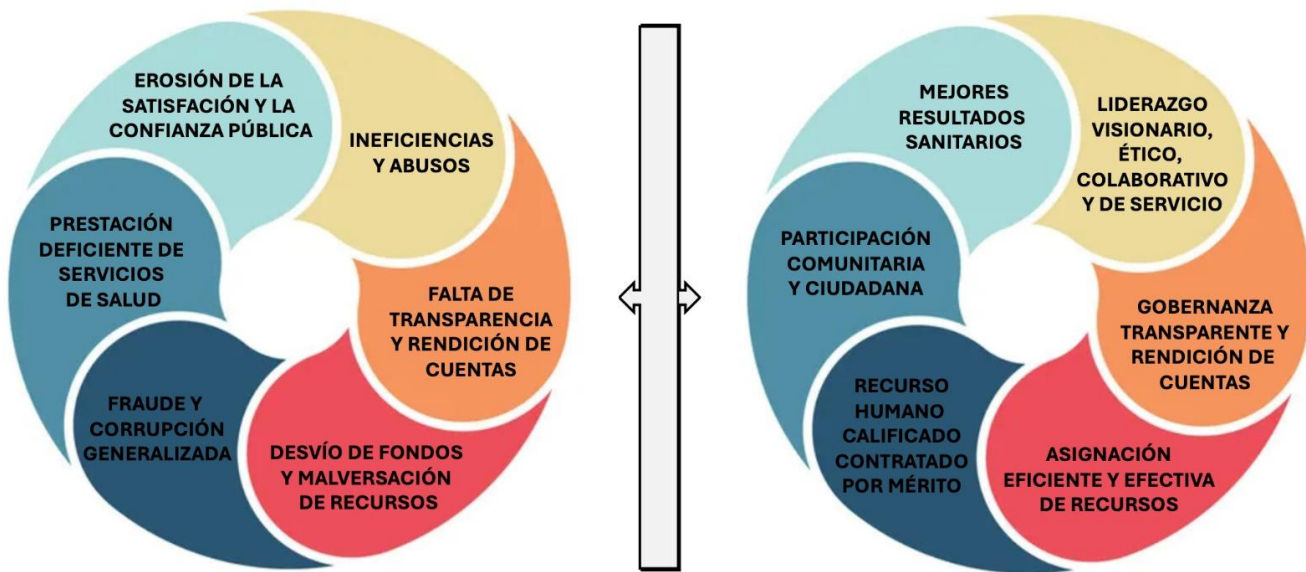 EROSIÓN DE LA
SATISFACCIÓN Y LA
CONFIANZA PÚBLICA
INEFICIENCIAS
Y ABUSOS
FALTA DE
TRANSPARENCIA
Y RENDICIÓN DE
CUENTAS
DESVÍO DE FONDOS
Y MALVERSACIÓN
DE RECURSOS
FRAUDE Y
CORRUPCIÓN
GENERALIZADA
PRESTACIÓN
DEFICIENTE DE
SERVICIOS
DE SALUD
MEJORES
RESULTADOS
SANITARIOS
LIDERAZGO
VISIONARIO,
ÉTICO,
COLABORATIVO
Y DE SERVICIO
GOBERNANZA
TRANSPARENTE Y
RENDICIÓN DE
CUENTAS
ASIGNACIÓN
EFICIENTE Y EFECTIVA
DE RECURSOS
RECURSO
HUMANO
CALIFICADO
CONTRATADO
POR MÉRITO
PARTICIPACIÓN
COMUNITARIA
Y CIUDADANA